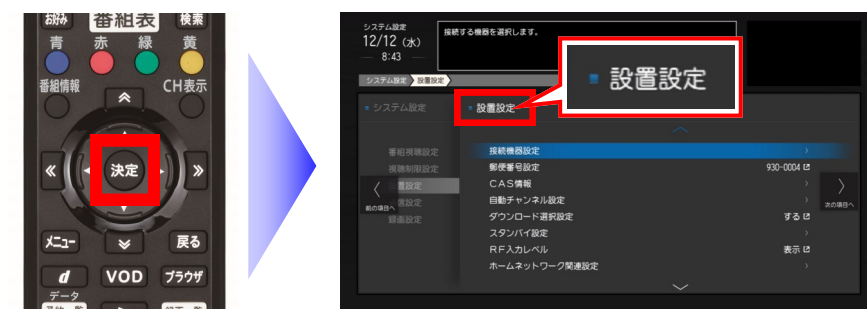 お好み
番組表
検索
青
赤
緑
黄
番組情報
CH表示
決定
メニュー
戻る
d
VOD
ブラウザ
データ
システム設定
12/12 (水)
8:43
接続する機器を選択します。
システム設定
設置設定
設置設定
システム設定
設置設定
番組視聴設定
視聴制限設定
置設定
信設定
録画設定
前の項目へ
接続機器設定
郵便番号設定 930-0004
CAS情報
自動チャンネル設定
ダウンロード選択設定 する
スタンバイ設定
RF入力レベル 表示
ホームネットワーク関連設定
次の項目へ